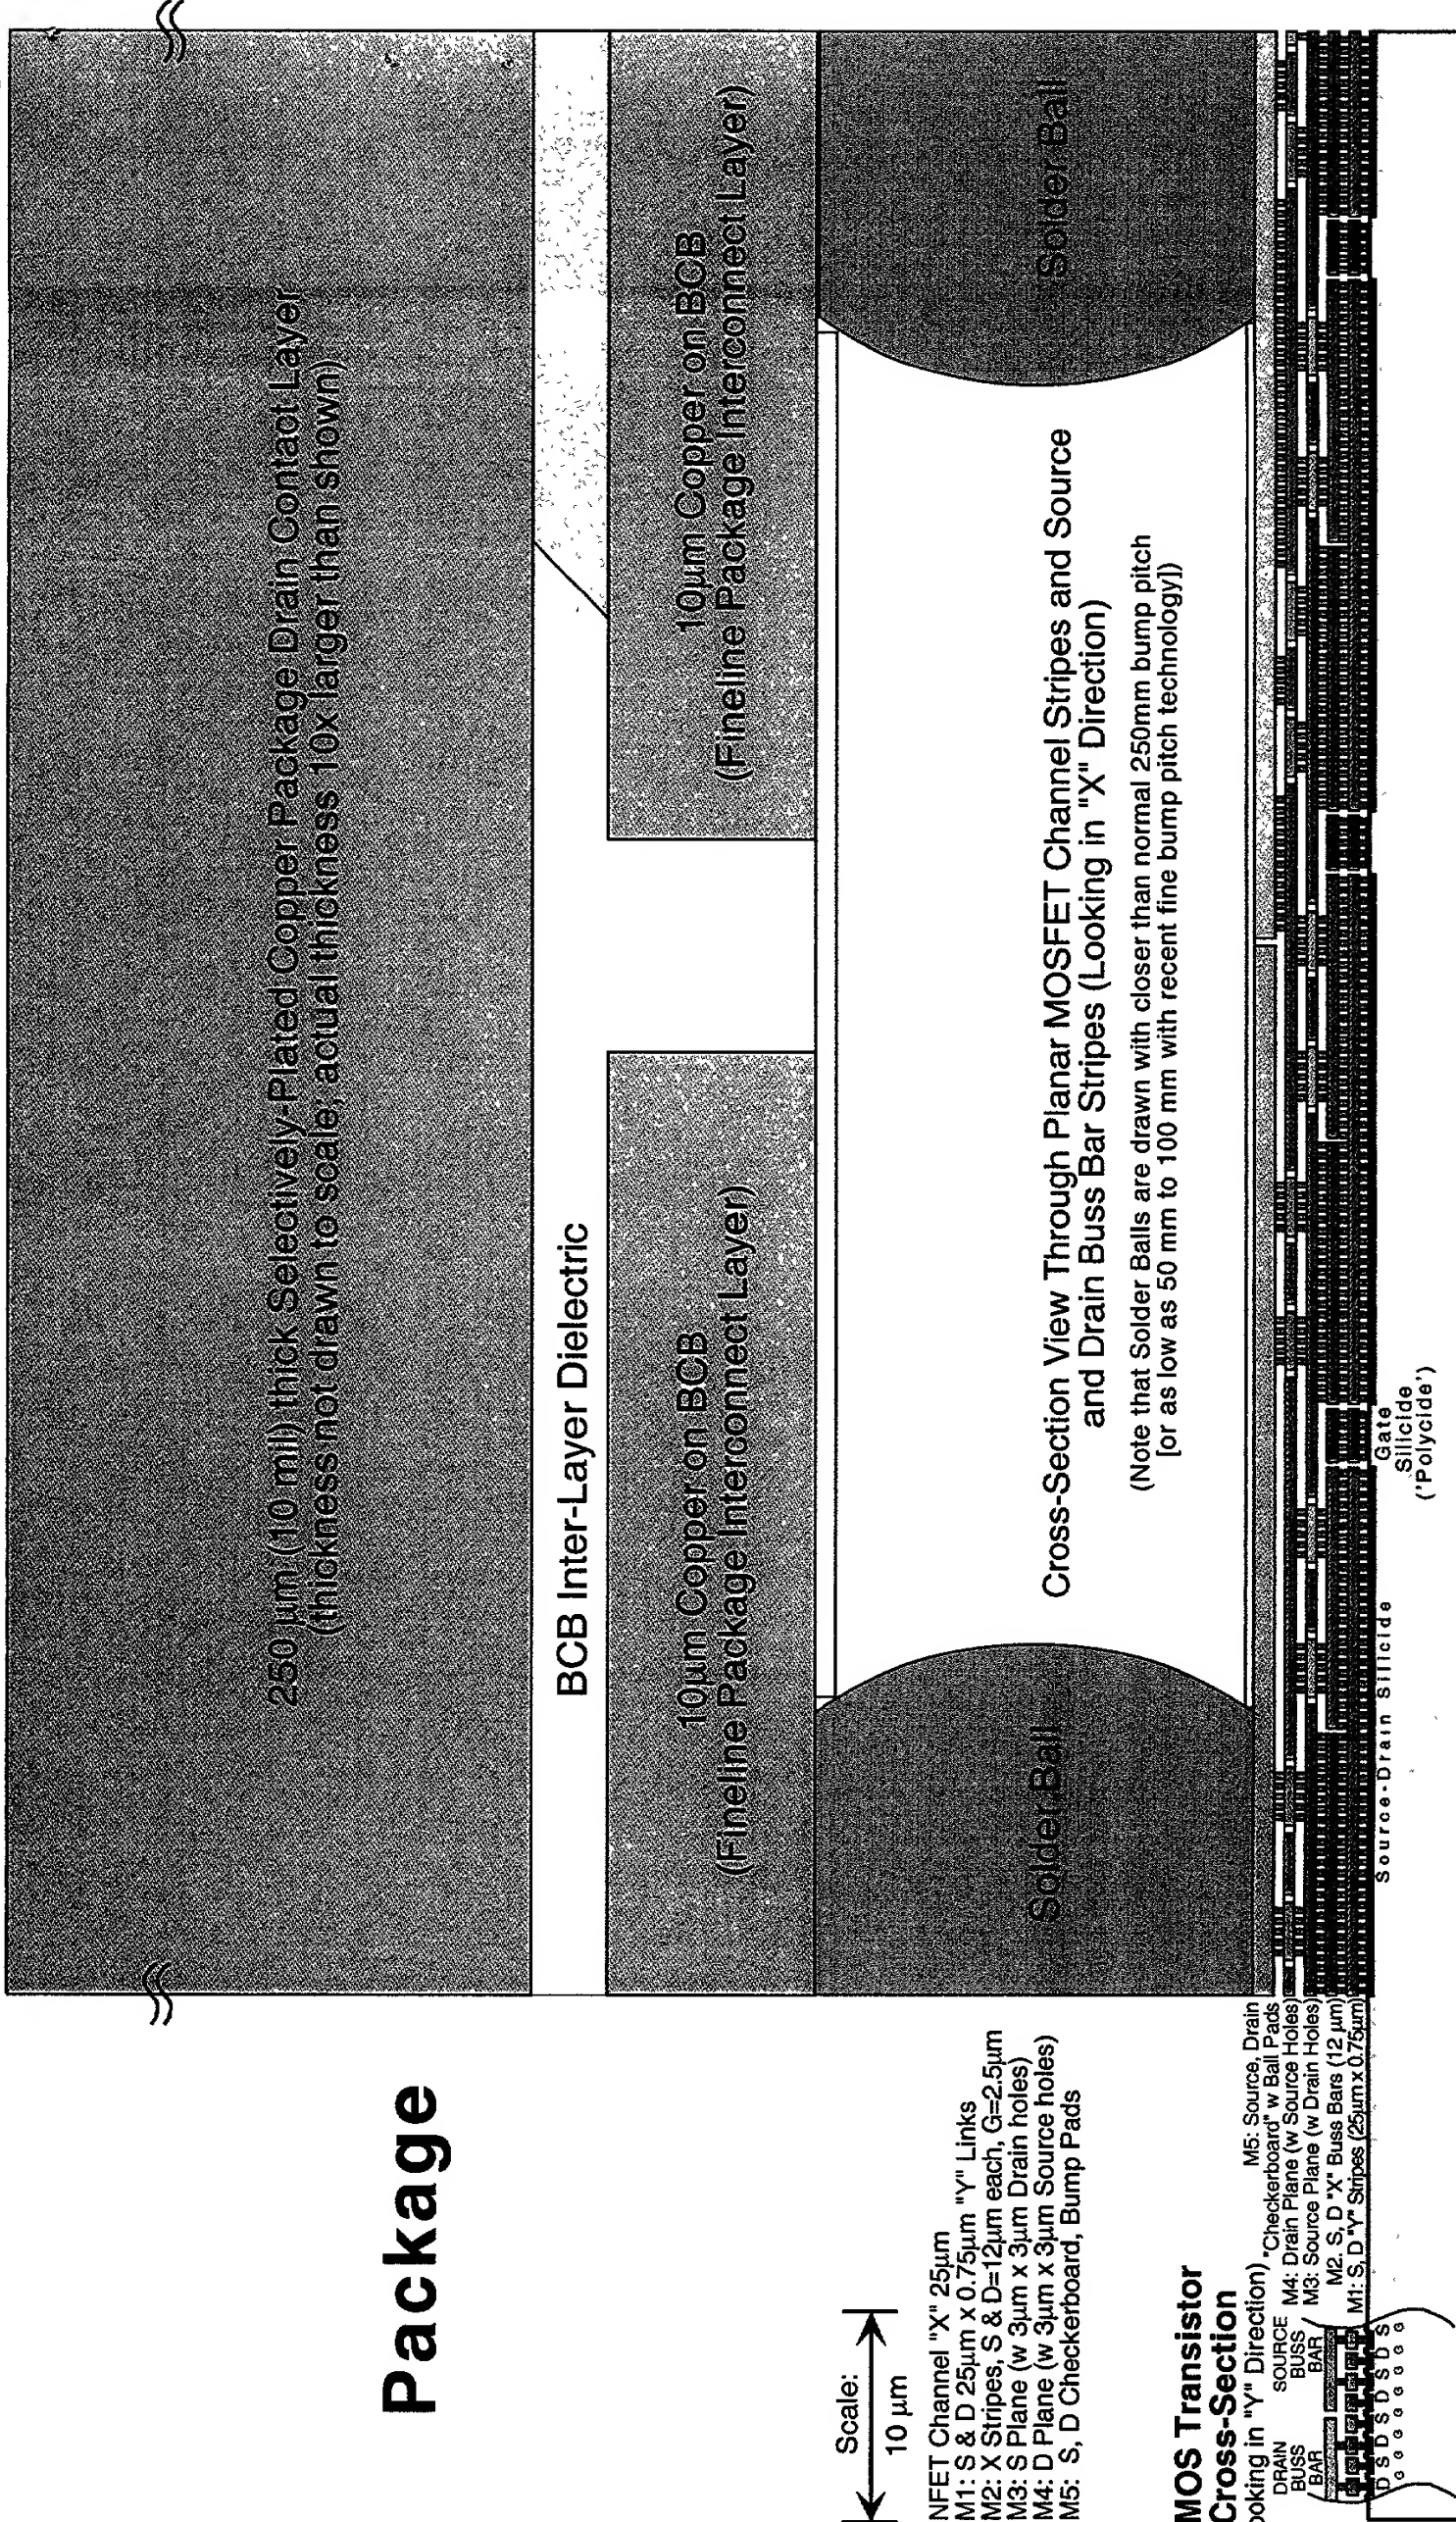 Package
250 µm (10 mil) thick Selectively-Plated Copper Package Drain Contact Layer
(thickness not drawn to scale; actual thickness 10x larger than shown)
BCB Inter-Layer Dielectric
10µm Copper on BCB
(Fineline Package Interconnect Layer)
10µm Copper on BCB
(Fineline Package Interconnect Layer)
Solder Ball
Solder Ball
Cross-Section View Through Planar MOSFET Channel Stripes and Source
and Drain Buss Bar Stripes (Looking in "X" Direction)
(Note that Solder Balls are drawn with closer than normal 250mm bump pitch
[or as low as 50 mm to 100 mm with recent fine bump pitch technology])
Scale:
10 µm
NFET Channel "X" 25µm
M1: S & D 25µm x 0.75µm "Y" Links
M2: X Stripes, S & D=12µm each, G=2.5µm
M3: S Plane (w 3µm x 3µm Drain holes)
M4: D Plane (w 3µm x 3µm Source holes)
M5: S, D Checkerboard, Bump Pads
MOS Transistor
Cross-Section
ooking in "Y" Direction)
DRAIN
BUSS
BAR
SOURCE
BUSS
BAR
M5: Source, Drain
"Checkerboard" w Ball Pads
M4: Drain Plane (w Source Holes)
M3: Source Plane (w Drain Holes)
M2. S, D "X" Buss Bars (12 µm)
M1: S, D "Y" Stripes (25µm x 0.75µm)
D S D S D S D S
G G G G G G G
Source-Drain Silicide
Gate
Silicide
('Polycide')